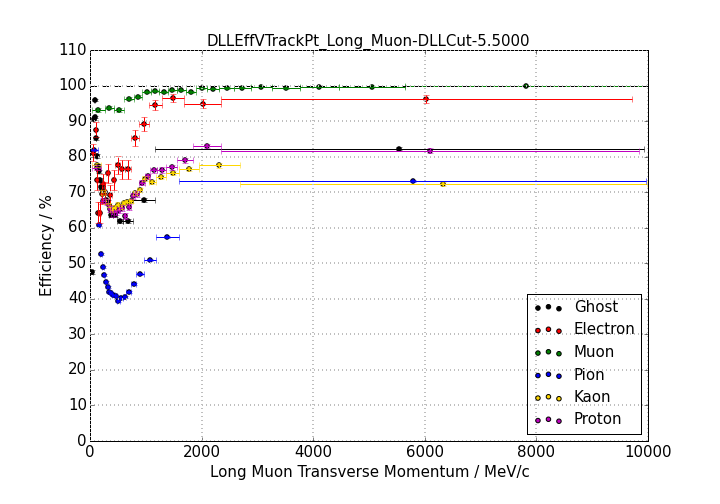 DLLEffVTrackPt_Long_Muon-DLLCut-5.5000
110
100
90
80
70
60
50
40
30
20
10
0
Efficiency / %
Ghost
Electron
Muon
Pion
Kaon
Proton
0 2000 4000 6000 8000 10000
Long Muon Transverse Momentum / MeV/c